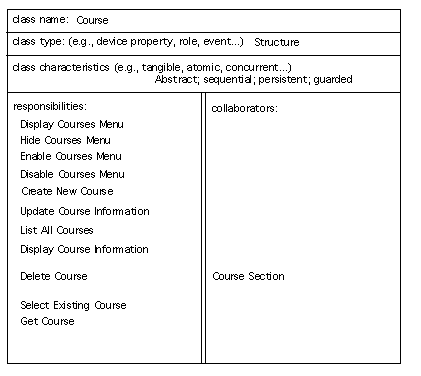 class name: Course
class type: (e.g., device property, role, event...) Structure
class characteristics (e.g., tangible, atomic, concurrent...)
Abstract; sequential; persistent; guarded
responsibilities:
collaborators:
Display Courses Menu
Hide Courses Menu
Enable Courses Menu
Disable Courses Menu
Create New Course
Update Course Information
List All Courses
Display Course Information
Delete Course
Course Section
Select Existing Course
Get Course